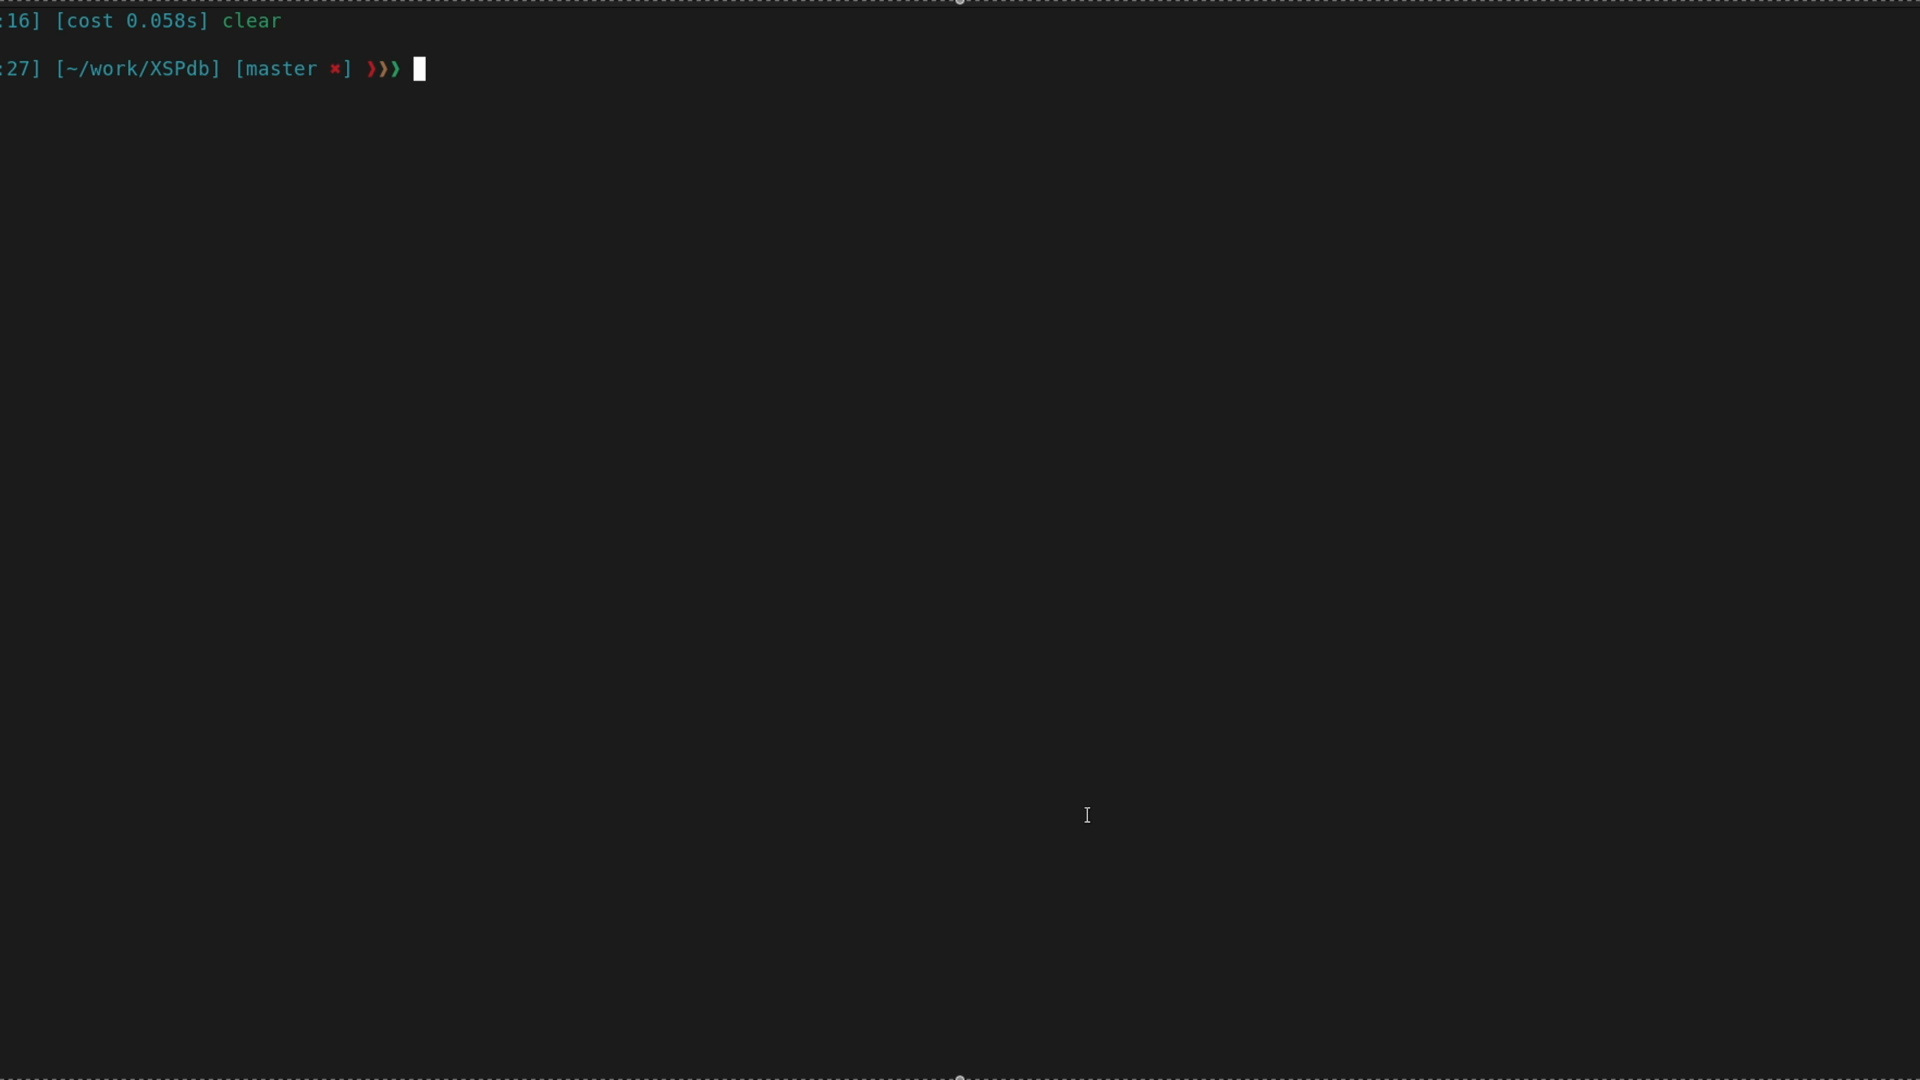 :16] [cost 0.058s] clear
:27] [~/work/XSPdb] [master ✖] ❯❯❯